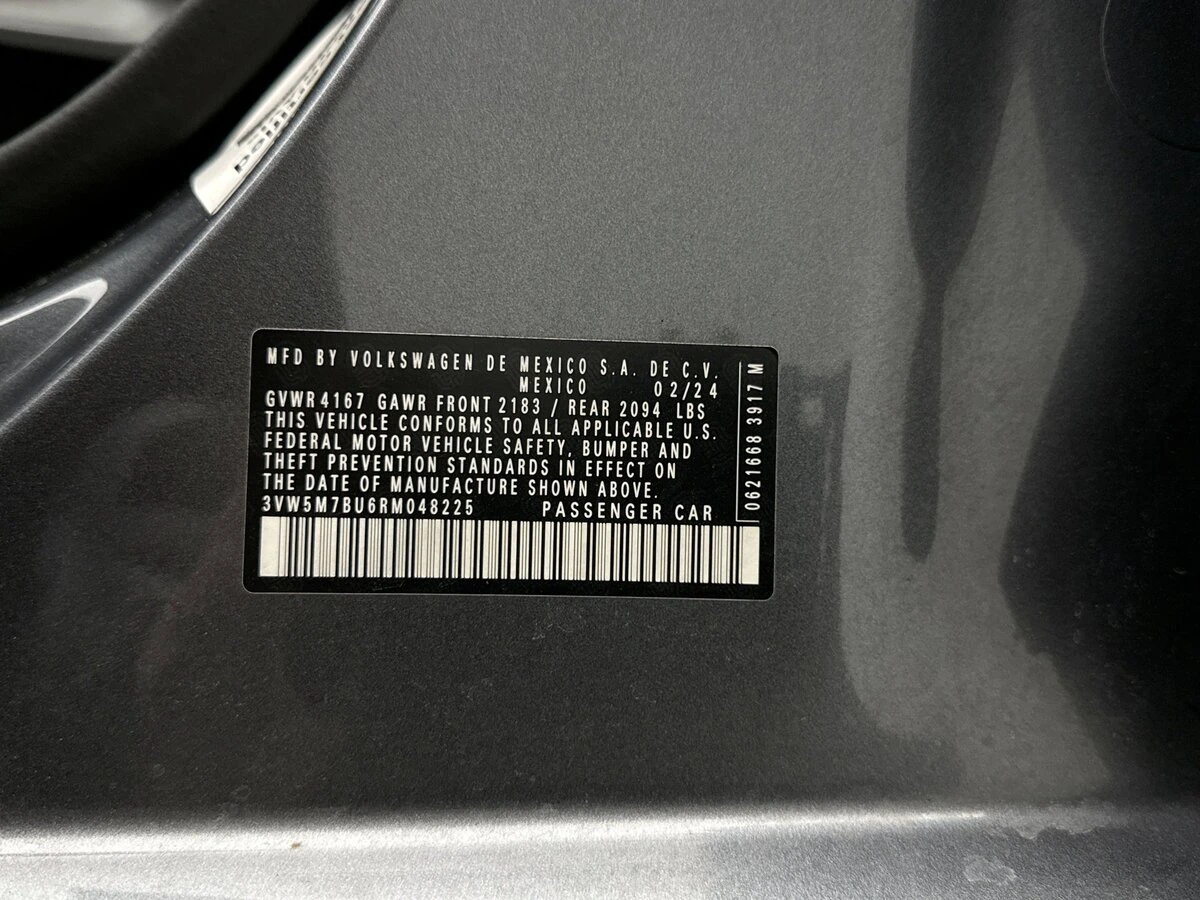 MFD BY VOLKSWAGEN DE MEXICO S.A. DE C.V.
MEXICO 02/24
GVWR 4167 GAWR FRONT 2183 / REAR 2094 LBS
THIS VEHICLE CONFORMS TO ALL APPLICABLE U.S.
FEDERAL MOTOR VEHICLE SAFETY, BUMPER AND
THEFT PREVENTION STANDARDS IN EFFECT ON
THE DATE OF MANUFACTURE SHOWN ABOVE.
3VW5M7BU6RM048225 PASSENGER CAR
0621668 3917 M